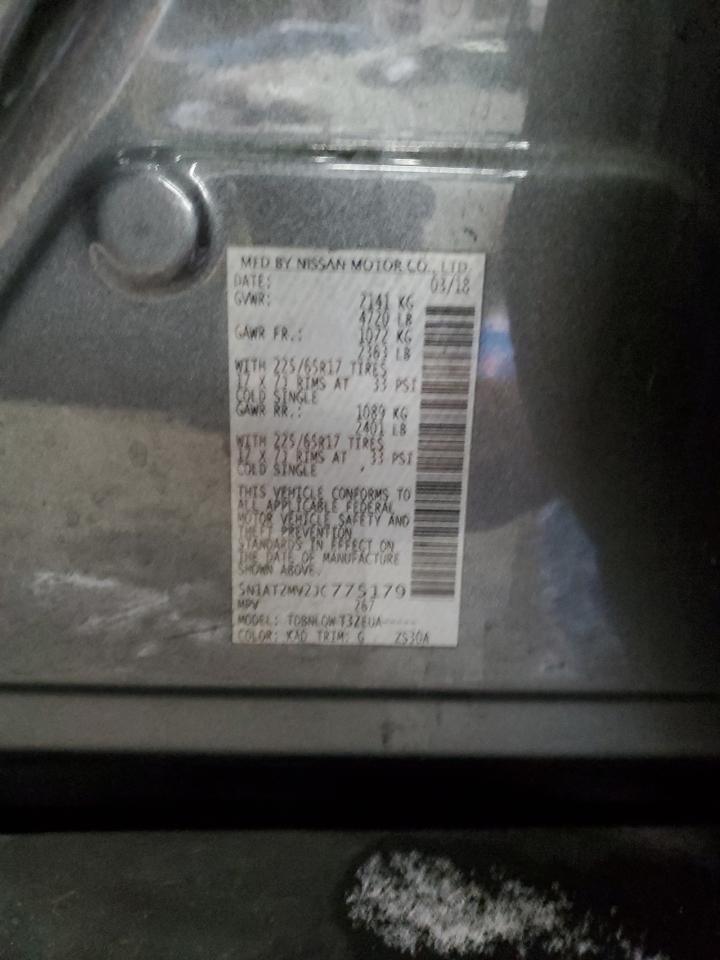 MFD BY NISSAN MOTOR CO., LTD.
DATE: 03/18
GVWR: 2141 KG
4720 LB
GAWR FR.: 1072 KG
2363 LB
WITH 225/65R17 TIRES
17 X 7J RIMS AT 33 PSI
COLD SINGLE
GAWR RR.: 1089 KG
2401 LB
WITH 225/65R17 TIRES
17 X 7J RIMS AT 33 PSI
COLD SINGLE
THIS VEHICLE CONFORMS TO
ALL APPLICABLE FEDERAL
MOTOR VEHICLE SAFETY AND
THEFT PREVENTION
STANDARDS IN EFFECT ON
THE DATE OF MANUFACTURE
SHOWN ABOVE.
5N1AT2MV2JC775179
MPV 267
MODEL:
COLOR: KAD TRIM: G ZS30A